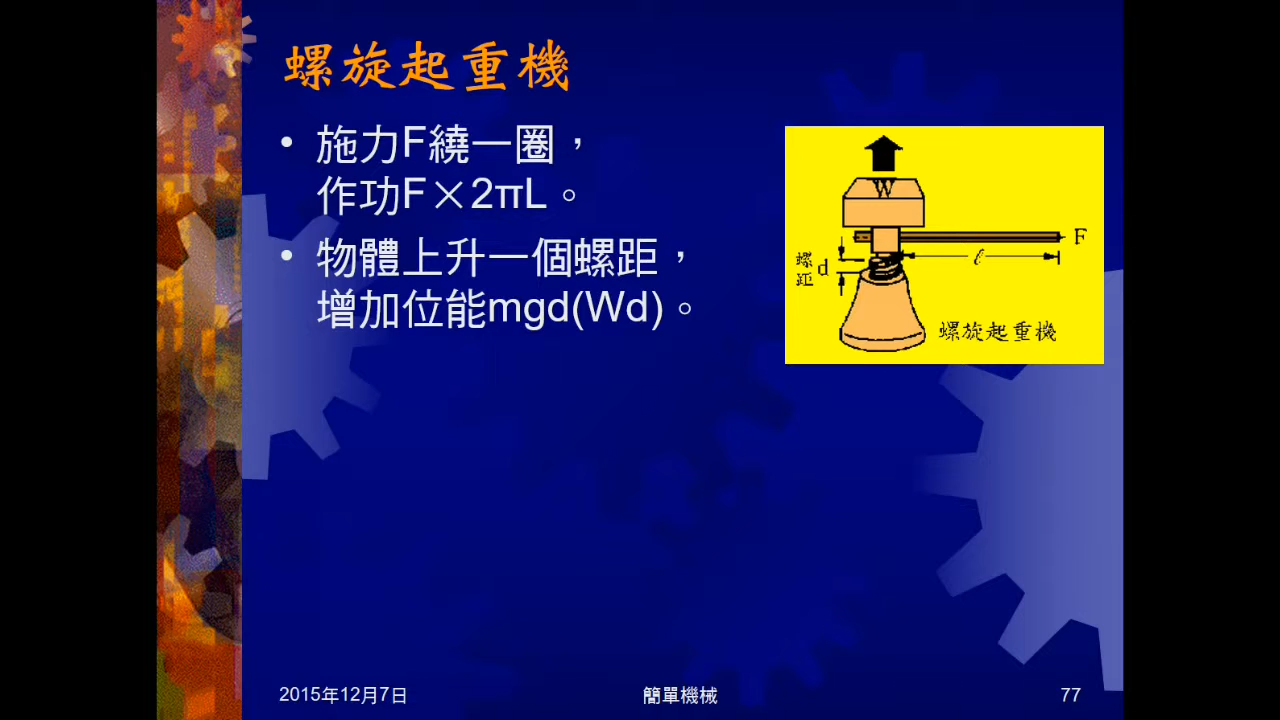 螺旋起重機
• 施力F繞一圈，
作功F×2πL。
• 物體上升一個螺距，
增加位能mgd(Wd)。
W
F
螺
距
d
ℓ
螺旋起重機
2015年12月7日
簡單機械
77